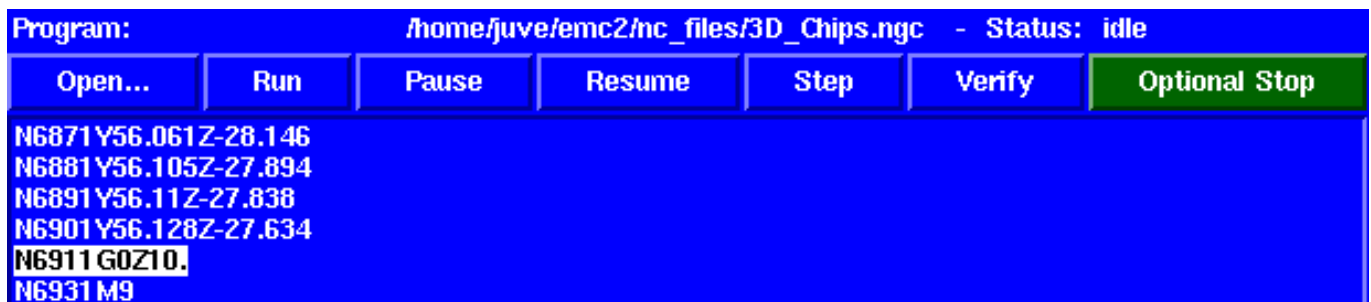 Program: /home/juve/emc2/nc_files/3D_Chips.ngc - Status: idle
Open... Run Pause Resume Step Verify Optional Stop
N6871Y56.061Z-28.146
N6881Y56.105Z-27.894
N6891Y56.11Z-27.838
N6901Y56.128Z-27.634
N6911G0Z10.
N6931M9